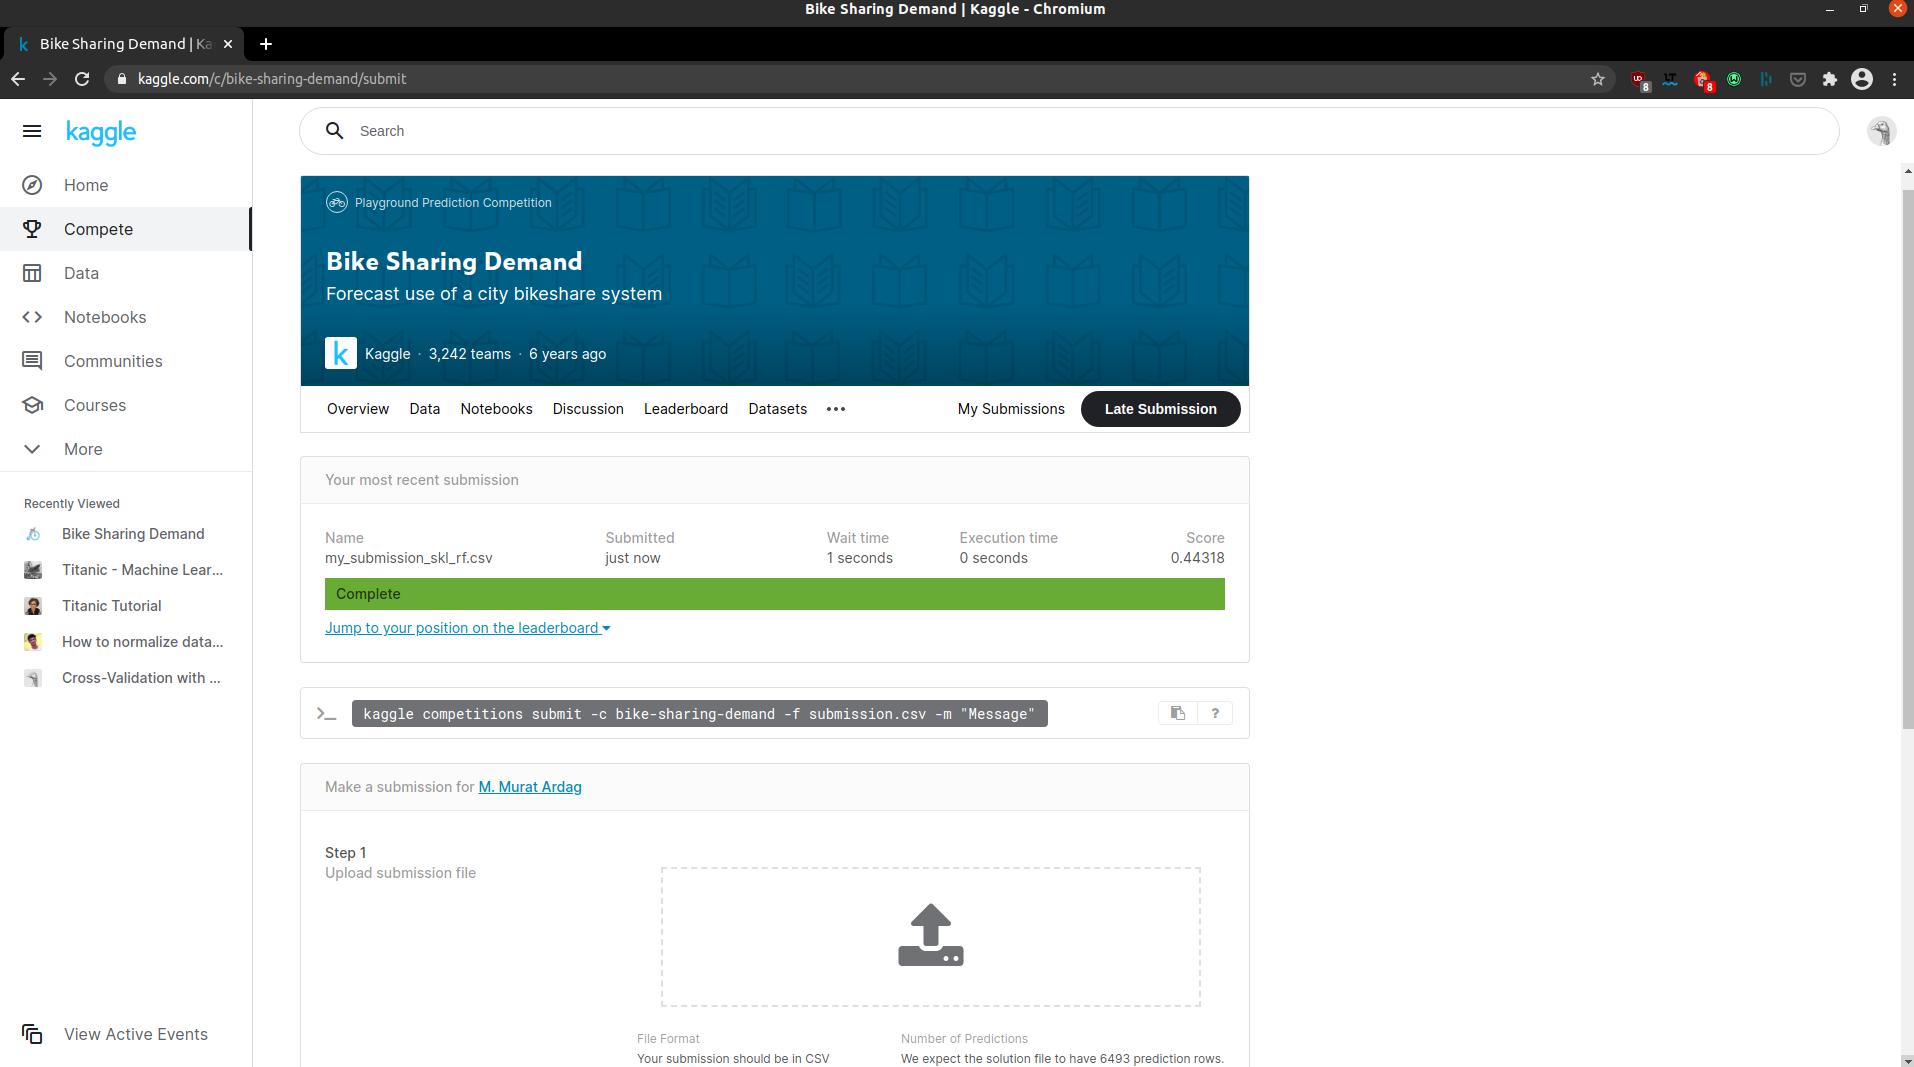 Bike Sharing Demand | Kaggle - Chromium
k Bike Sharing Demand | Ka
kaggle.com/c/bike-sharing-demand/submit
8
8
kaggle
Search
Home
Compete
Data
Notebooks
Communities
Courses
More
Recently Viewed
Bike Sharing Demand
Titanic - Machine Lear...
Titanic Tutorial
How to normalize data...
Cross-Validation with ...
View Active Events
Playground Prediction Competition
Bike Sharing Demand
Forecast use of a city bikeshare system
k Kaggle · 3,242 teams · 6 years ago
Overview Data Notebooks Discussion Leaderboard Datasets ••• My Submissions Late Submission
Your most recent submission
Name Submitted Wait time Execution time Score
my_submission_skl_rf.csv just now 1 seconds 0 seconds 0.44318
Complete
Jump to your position on the leaderboard
>_ kaggle competitions submit -c bike-sharing-demand -f submission.csv -m "Message" ?
Make a submission for M. Murat Ardag
Step 1
Upload submission file
File Format Number of Predictions
Your submission should be in CSV We expect the solution file to have 6493 prediction rows.